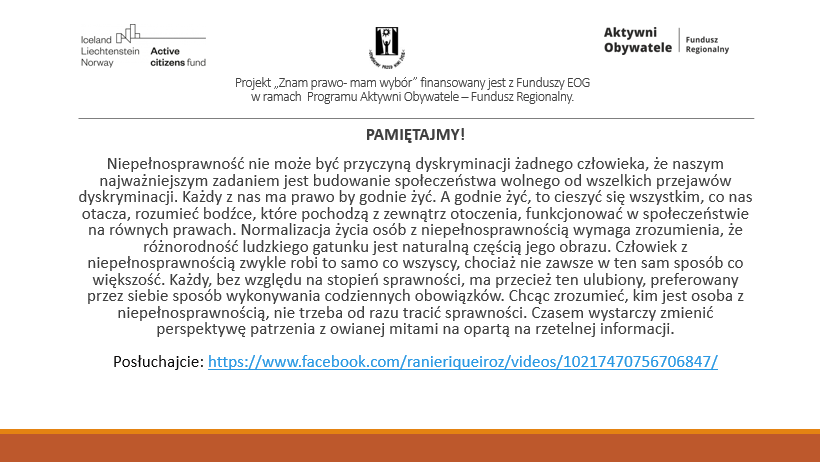 Iceland
Liechtenstein Active
Norway citizens fund
Aktywni
Obywatele
Fundusz
Regionalny
Projekt „Znam prawo- mam wybór” finansowany jest z Funduszy EOG
w ramach Programu Aktywni Obywatele – Fundusz Regionalny.
PAMIĘTAJMY!
Niepełnosprawność nie może być przyczyną dyskryminacji żadnego człowieka, że naszym
najważniejszym zadaniem jest budowanie społeczeństwa wolnego od wszelkich przejawów
dyskryminacji. Każdy z nas ma prawo by godnie żyć. A godnie żyć, to cieszyć się wszystkim, co nas
otacza, rozumieć bodźce, które pochodzą z zewnątrz otoczenia, funkcjonować w społeczeństwie
na równych prawach. Normalizacja życia osób z niepełnosprawnością wymaga zrozumienia, że
różnorodność ludzkiego gatunku jest naturalną częścią jego obrazu. Człowiek z
niepełnosprawnością zwykle robi to samo co wszyscy, chociaż nie zawsze w ten sam sposób co
większość. Każdy, bez względu na stopień sprawności, ma przecież ten ulubiony, preferowany
przez siebie sposób wykonywania codziennych obowiązków. Chcąc zrozumieć, kim jest osoba z
niepełnosprawnością, nie trzeba od razu tracić sprawności. Czasem wystarczy zmienić
perspektywę patrzenia z owianej mitami na opartą na rzetelnej informacji.
Posłuchajcie: https://www.facebook.com/ranieriqueiroz/videos/10217470756706847/